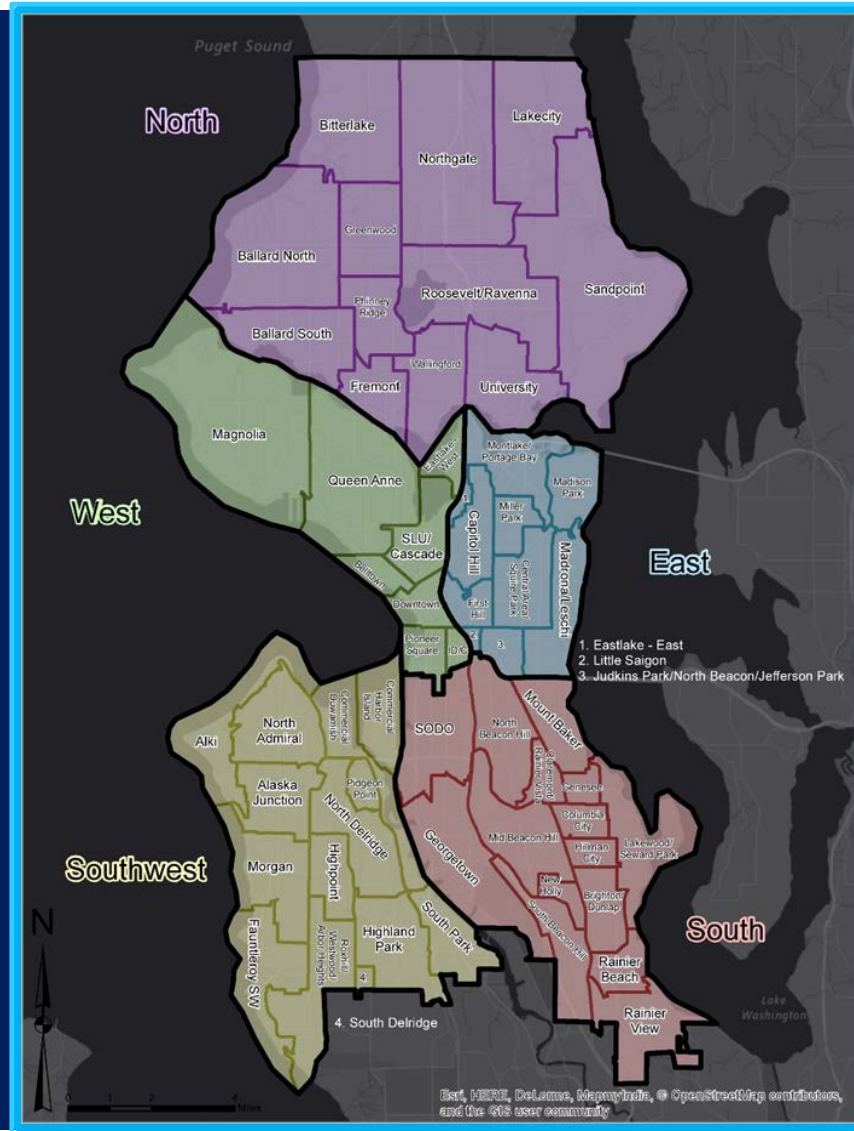 Puget Sound
North
Bitterlake
Lakecity
Northgate
Greenwood
Ballard North
Roosevelt/Ravenna
Sandpoint
Phinney
Ridge
Ballard South
Wallingford
Fremont
University
Magnolia
Queen Anne
Eastlake -
West
Montlake/
Portage Bay
Madison
Park
West
1.
Capitol Hill
Miller
Park
SLU/
Cascade
Madrona/Leschi
East
Belltown
Central Area/
Squire Park
Downtown
First
Hill
Pioneer
Square
ID/C
2.
3.
1. Eastlake - East
2. Little Saigon
3. Judkins Park/North Beacon/Jefferson Park
Alki
North
Admiral
Commercial
Duwamish
Commercial
Harbor
Island
SODO
North
Beacon Hill
Mount Baker
Claremont/
Rainier Vista
Genesee
Alaska
Junction
Pidgeon
Point
North Delridge
Columbia
City
Mid Beacon Hill
Hillman
City
Lakewood/
Seward Park
Georgetown
Southwest
Morgan
Highpoint
New
Holly
Brighton/
Dunlap
South Beacon Hill
South
Fauntleroy SW
Roxhill/
Westwood/
Arbor Heights
Highland
Park
South Park
4.
Rainier
Beach
Rainier
View
N
4. South Delridge
Lake
Washington
0 1 2 4
Miles
Esri, HERE, DeLorme, MapmyIndia, © OpenStreetMap contributors,
and the GIS user community